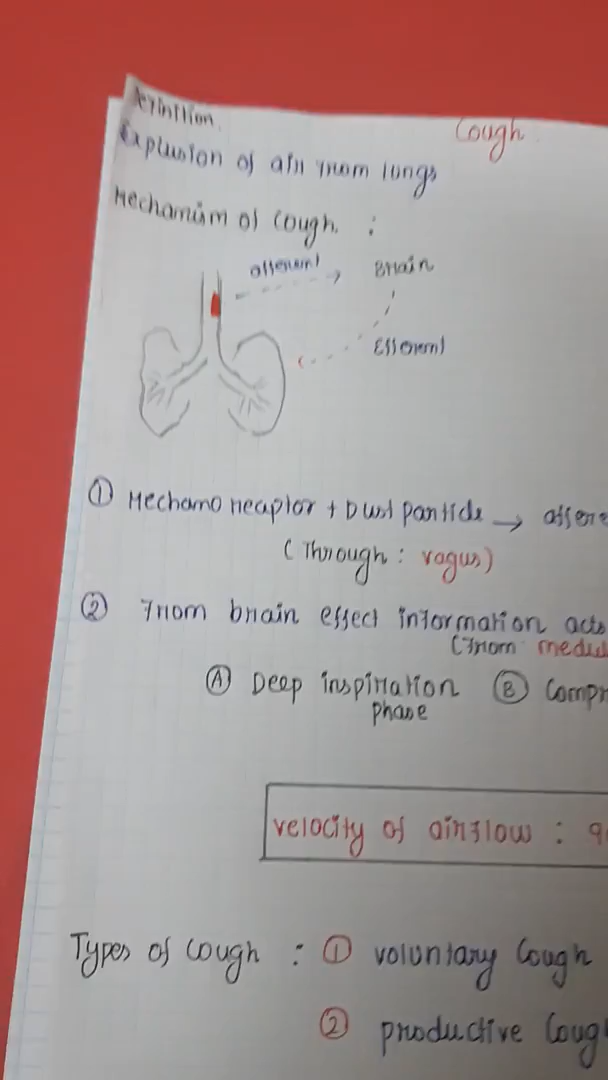 Cough
Definition
Explusion of air from lungs
Mechanism of Cough :
afferent
Brain
Efferent
① Mechano receptor + Dust particle → affere
(Through : vagus)
② From brain effect information acts
(From medul
Ⓐ Deep inspiration Ⓑ Compr
phase
velocity of airflow : 9
Types of Cough : ① voluntary Cough
② productive Coug